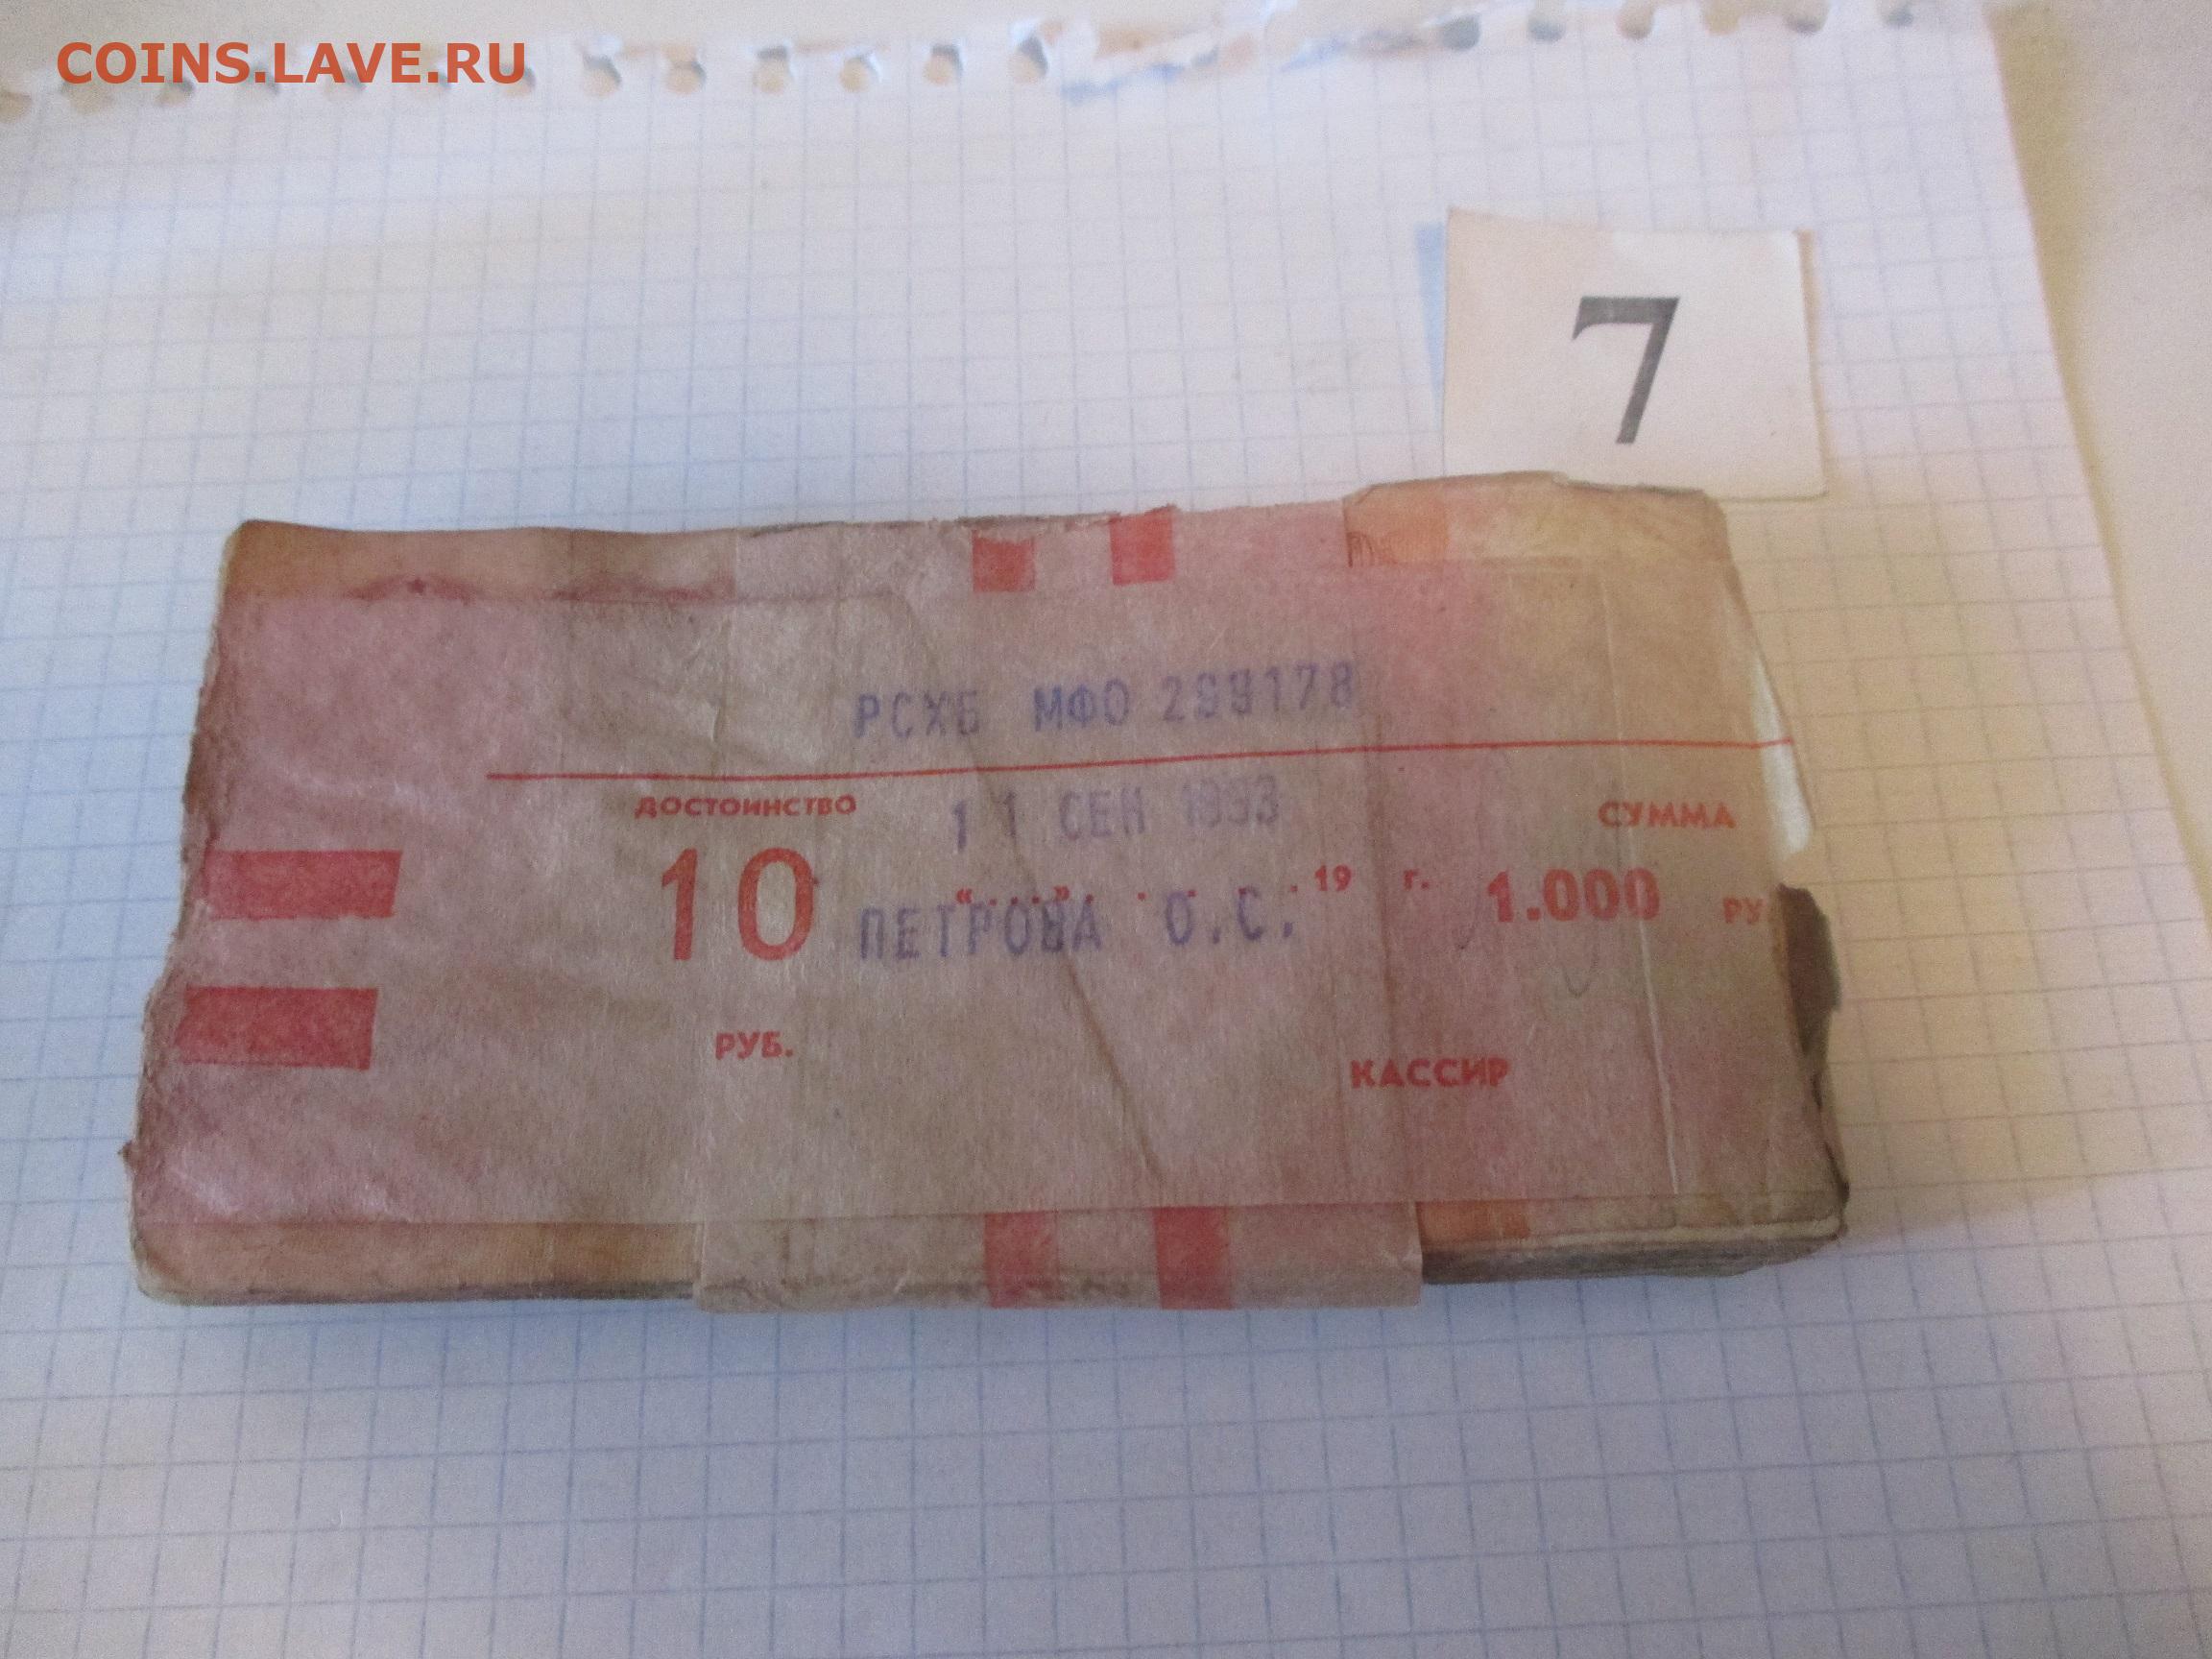 COINS.LAVE.RU
7
РСХБ МФО 299178
ДОСТОИНСТВО
11 СЕН 1993
СУММА
10
"...". . . . . 19 г.
1.000 РУ
ПЕТРОВА О.С.
РУБ.
КАССИР